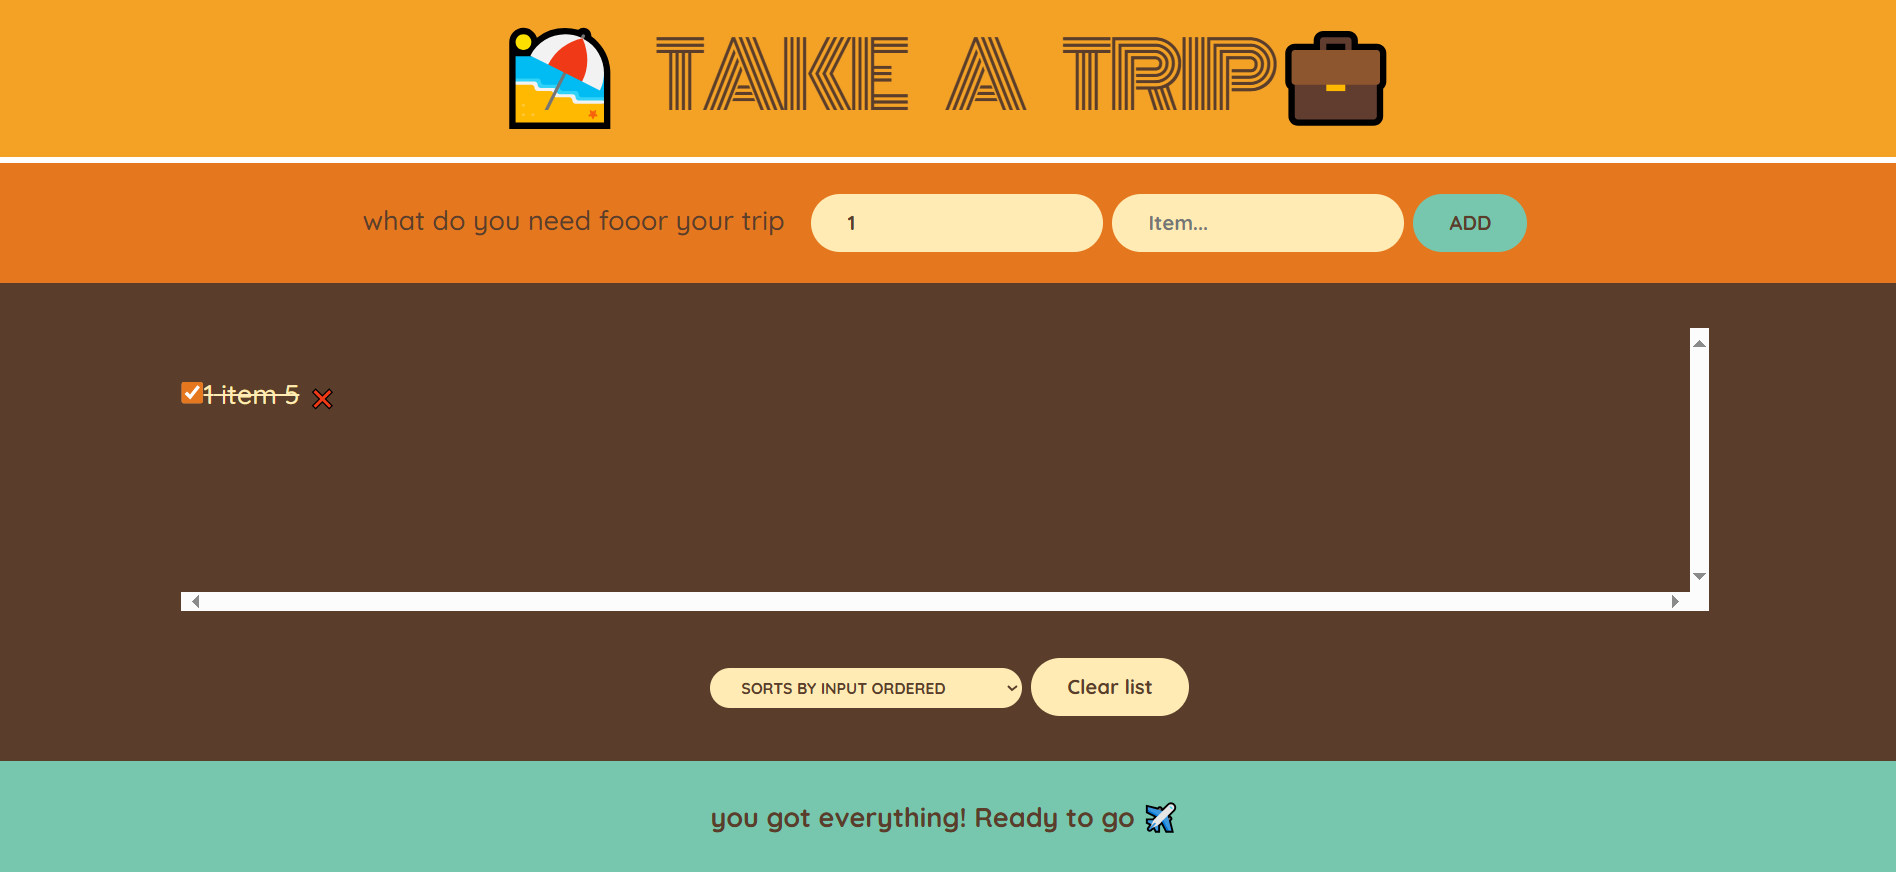 TAKE A TRIP
what do you need fooor your trip 1 Item... ADD
1 item 5
SORTS BY INPUT ORDERED Clear list
you got everything! Ready to go